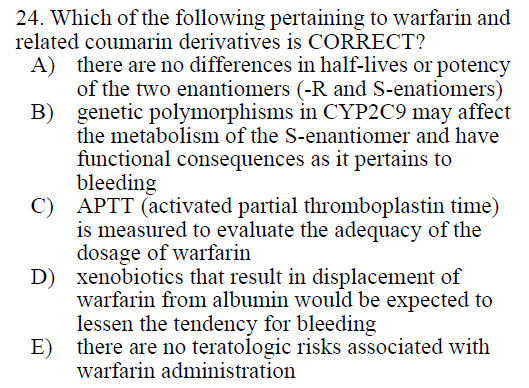 24. Which of the following pertaining to warfarin and
related coumarin derivatives is CORRECT?
A) there are no differences in half-lives or potency
of the two enantiomers (-R and S-enatiomers)
B) genetic polymorphisms in CYP2C9 may affect
the metabolism of the S-enantiomer and have
functional consequences as it pertains to
bleeding
C) APTT (activated partial thromboplastin time)
is measured to evaluate the adequacy of the
dosage of warfarin
D) xenobiotics that result in displacement of
warfarin from albumin would be expected to
lessen the tendency for bleeding
E) there are no teratologic risks associated with
warfarin administration